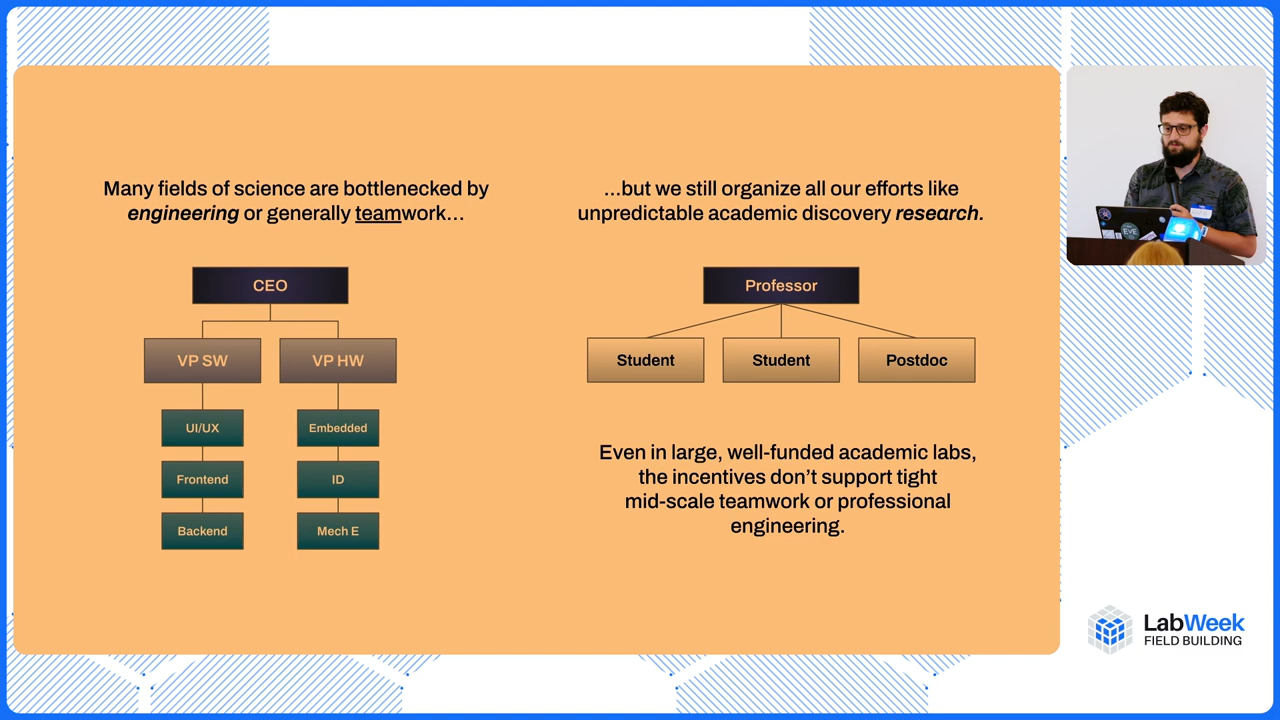 Many fields of science are bottlenecked by
engineering or generally teamwork...
CEO
VP SW
VP HW
UI/UX
Embedded
Frontend
ID
Backend
Mech E
...but we still organize all our efforts like
unpredictable academic discovery research.
Professor
Student
Student
Postdoc
Even in large, well-funded academic labs,
the incentives don't support tight
mid-scale teamwork or professional
engineering.
EVE
LabWeek
FIELD BUILDING